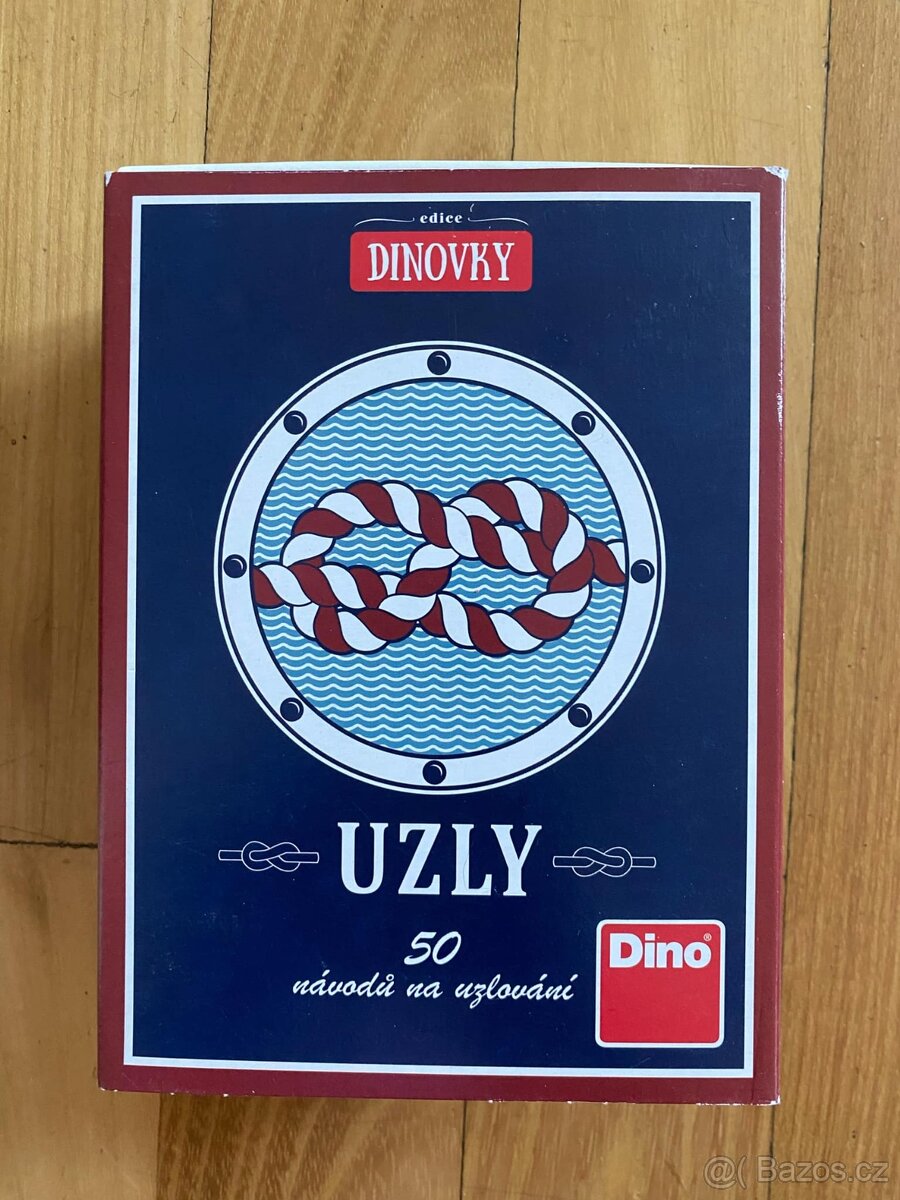 edice
DINOVKY
UZLY
50
návodů na uzlování
Dino®
@( Bazos.cz